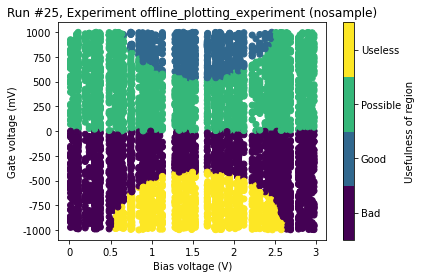 Run #25, Experiment offline_plotting_experiment (nosample)
1000
750
500
250
0
-250
-500
-750
-1000
Gate voltage (mV)
0
0.5
1
1.5
2
2.5
3
Bias voltage (V)
Useless
Possible
Good
Bad
Usefulness of region